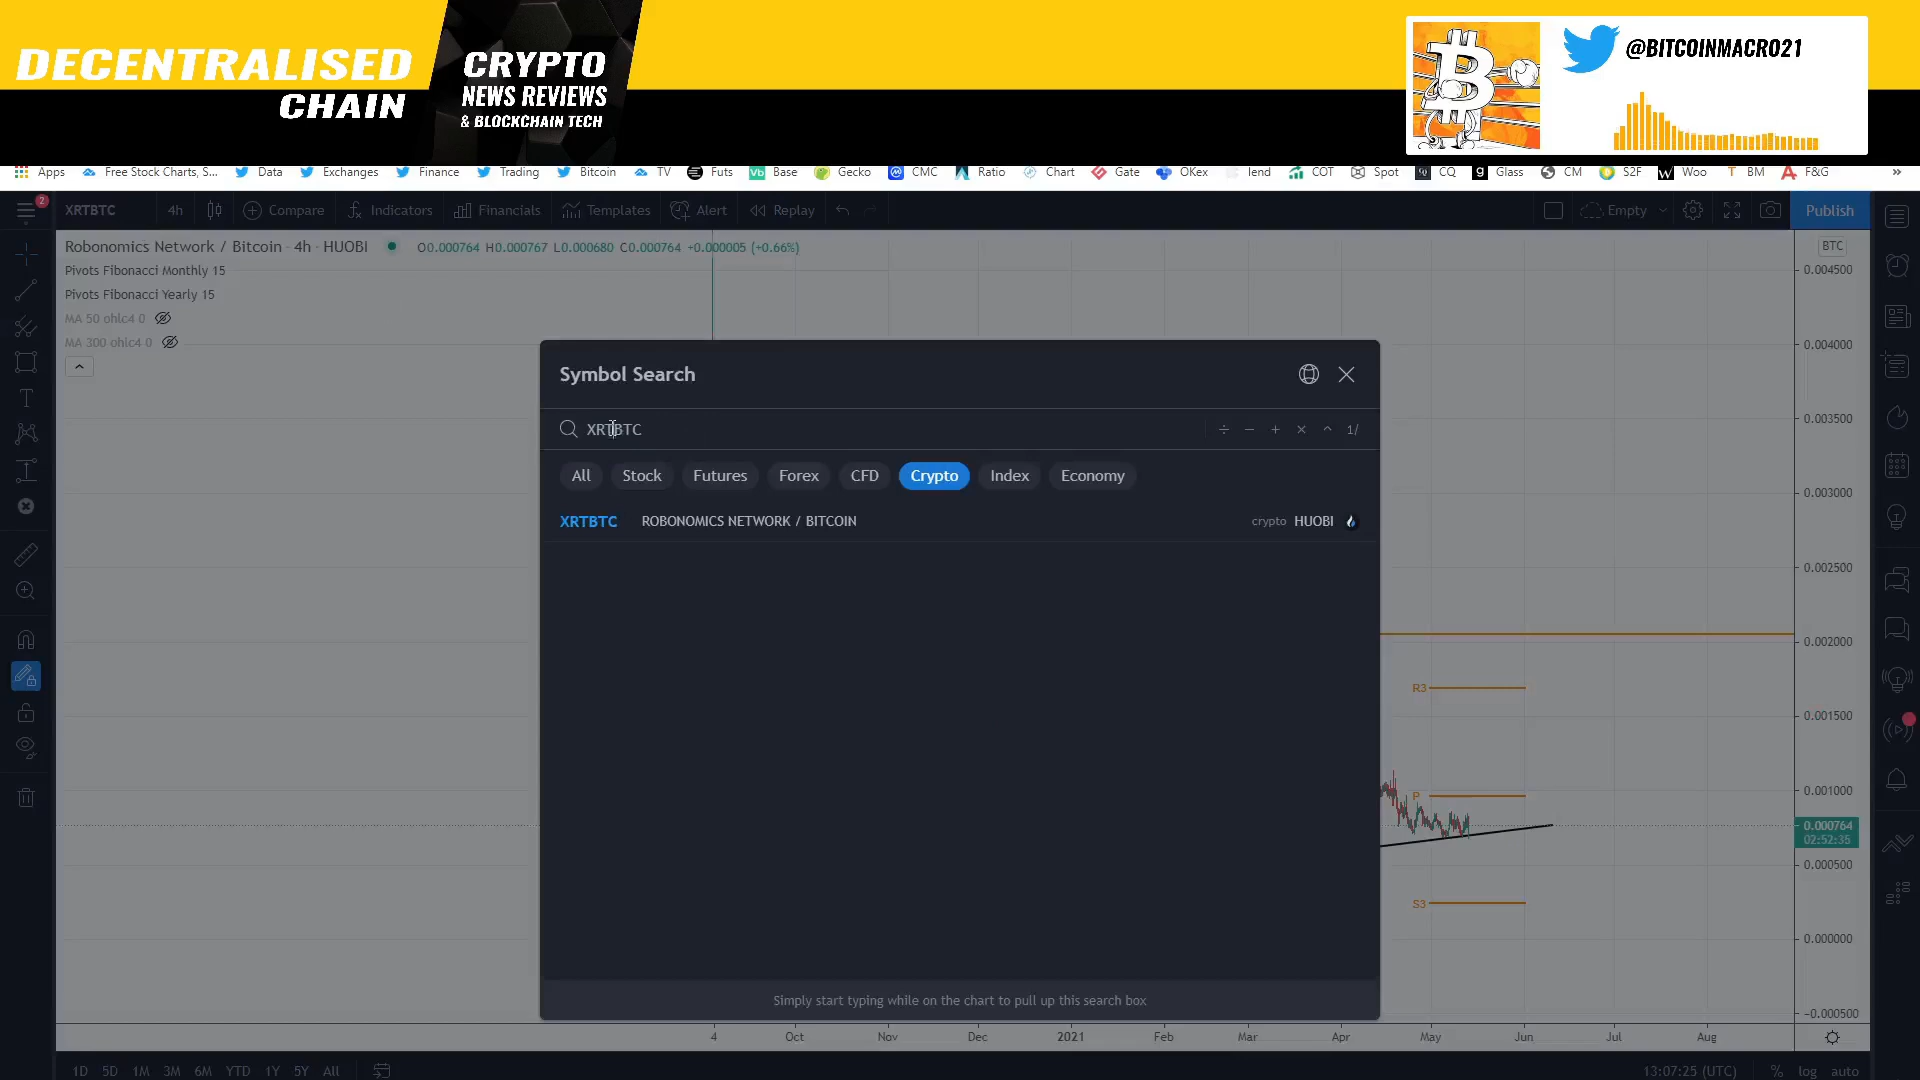 DECENTRALISED
CHAIN
CRYPTO
NEWS REVIEWS
& BLOCKCHAIN TECH
@BITCOINMACRO21
Apps Free Stock Charts, S... Data Exchanges Finance Trading Bitcoin TV Futs Base Gecko CMC Ratio Chart Gate OKex lend COT Spot CQ Glass CM S2F Woo BM F&G »
2
XRTBTC 4h Compare Indicators Financials Templates Alert Replay Empty Publish
Robonomics Network / Bitcoin · 4h · HUOBI O0.000764 H0.000767 L0.000680 C0.000764 +0.000005 (+0.66%)
BTC
Pivots Fibonacci Monthly 15
Pivots Fibonacci Yearly 15
MA 50 ohlc4 0
MA 300 ohlc4 0
0.004500
0.004000
0.003500
0.003000
0.002500
0.002000
0.001500
0.001000
0.000764
02:52:35
0.000500
0.000000
-0.000500
Symbol Search
XRTBTC
÷ − + × ^ 1/
All Stock Futures Forex CFD Crypto Index Economy
XRTBTC ROBONOMICS NETWORK / BITCOIN crypto HUOBI
R3
P
S3
Simply start typing while on the chart to pull up this search box
4 Oct Nov Dec 2021 Feb Mar Apr May Jun Jul Aug
1D 5D 1M 3M 6M YTD 1Y 5Y All 13:07:25 (UTC) % log auto